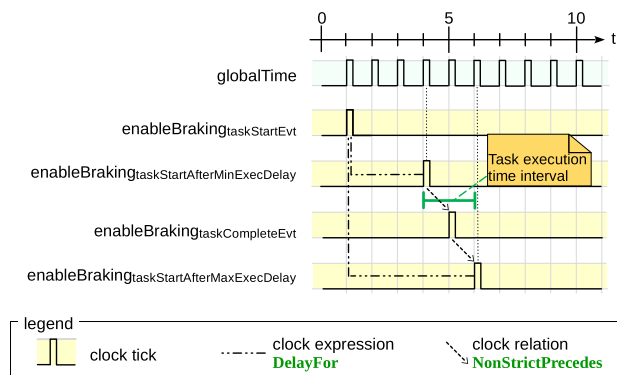 0 5 10
t
globalTime
enableBrakingtaskStartEvt
Task execution
time interval
enableBrakingtaskStartAfterMinExecDelay
enableBrakingtaskCompleteEvt
enableBrakingtaskStartAfterMaxExecDelay
legend
clock tick
clock expression
DelayFor
clock relation
NonStrictPrecedes